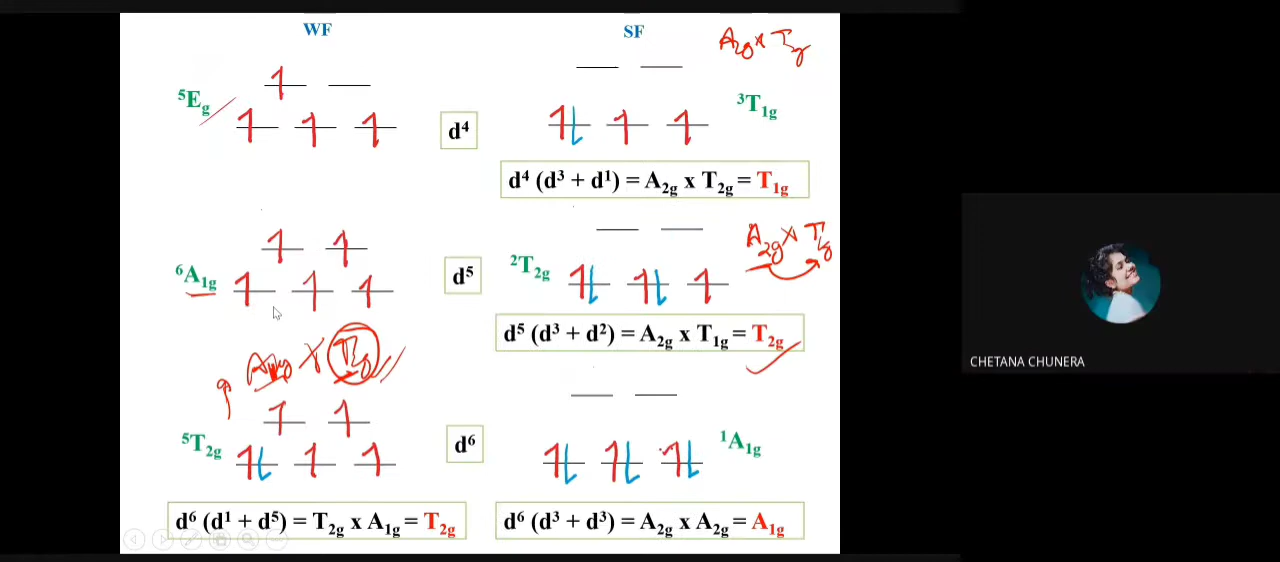 WF
SF
A2g x T2g
⁵Eg
d⁴
³T1g
d⁴ (d³ + d¹) = A2g x T2g = T1g
⁶A1g
d⁵
²T2g
A2g x T1g
d⁵ (d³ + d²) = A2g x T1g = T2g
CHETANA CHUNERA
⁵T2g
d⁶
¹A1g
d⁶ (d¹ + d⁵) = T2g x A1g = T2g
d⁶ (d³ + d³) = A2g x A2g = A1g